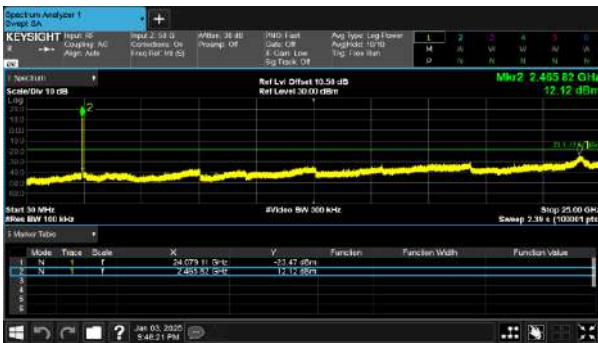 Spectrum Analyzer 1
Swept SA
+
KEYSIGHT Input: RF
Coupling: AC
Align: Auto
Input Z: 50 Ω
Corrections: On
Freq Ref: Int (S)
Atten: 30 dB
Preamp: Off
PNO: Fast
Gate: Off
IF Gain: Low
Sig Track: Off
Avg Type: Log-Power
Avg|Hold: 10/10
Trig: Free Run
1 Spectrum
Scale/Div 10 dB
Ref Lvl Offset 10.50 dB
Ref Level 30.00 dBm
Mkr2 2.465 82 GHz
12.12 dBm
Log
2
Start 30 MHz
#Res BW 100 kHz
#Video BW 300 kHz
Stop 25.00 GHz
Sweep 2.39 s (100001 pts)
5 Marker Table
Mode Trace Scale X Y Function Function Width Function Value
1 N 1 f 24.079 11 GHz -23.47 dBm
2 N 1 f 2.465 82 GHz 12.12 dBm
3
4
5
6
?
Jan 03, 2025
9:48:21 PM